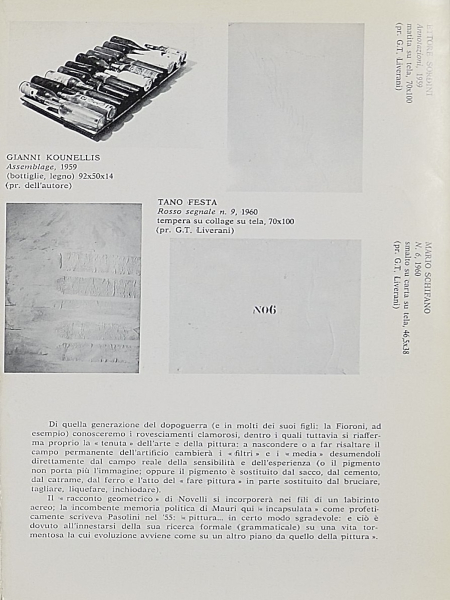 ETTORE SORDINI
Annotazioni, 1959
matita su tela, 70x100
(pr. G.T. Liverani)
GIANNI KOUNELLIS
Assemblage, 1959
(bottiglie, legno) 92x50x14
(pr. dell'autore)
TANO FESTA
Rosso segnale n. 9, 1960
tempera su collage su tela, 70x100
(pr. G.T. Liverani)
MARIO SCHIFANO
N. 6, 1960
smalto su carta su tela, 46,5x38
(pr. G.T. Liverani)
NO6
Di quella generazione del dopoguerra (e in molti dei suoi figli: la Fioroni, ad
esempio) conosceremo i rovesciamenti clamorosi, dentro i quali tuttavia si riaffer-
ma proprio la « tenuta » dell'arte e della pittura: a nascondere o a far risaltare il
campo permanente dell'artificio cambierà i « filtri » e i « media » desumendoli
direttamente dal campo reale della sensibilità e dell'esperienza (o il pigmento
non porta più l'immagine; oppure il pigmento è sostituito dal sacco, dal cemento,
dal catrame, dal ferro e l'atto del « fare pittura » in parte sostituito dal bruciare,
tagliare, liquefare, inchiodare).
Il « racconto geometrico » di Novelli si incorporerà nei fili di un labirinto
aereo; la incombente memoria politica di Mauri qui « incapsulata » come profeti-
camente scriveva Pasolini nel '55: « pittura... in certo modo sgradevole: e ciò è
dovuto all'innestarsi della sua ricerca formale (grammaticale) su una vita tor-
mentosa la cui evoluzione avviene come su un altro piano da quello della pittura ».